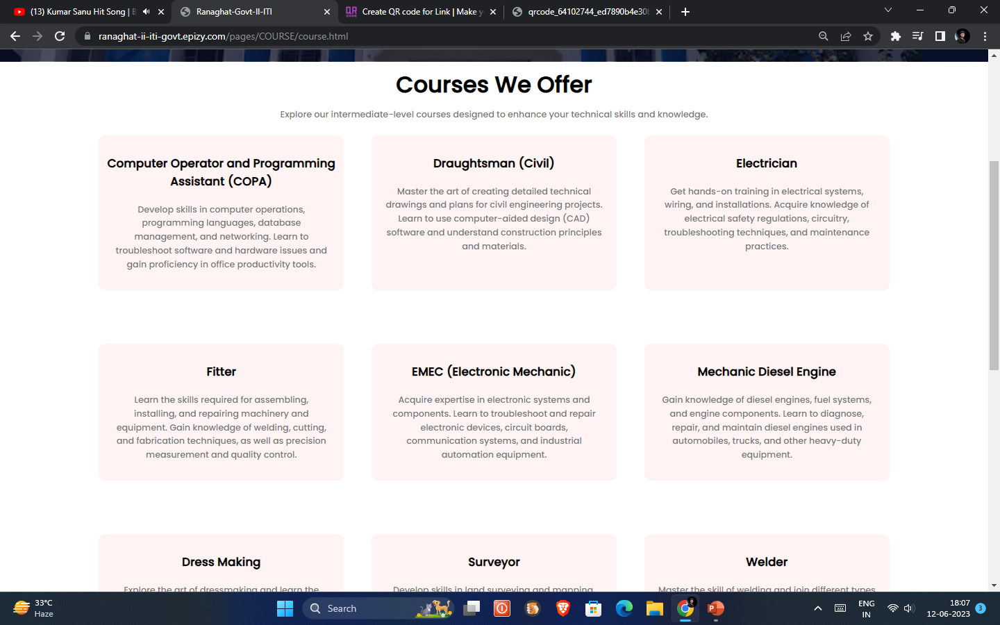 (13) Kumar Sanu Hit Song | B
Ranaghat-Govt-II-ITI
Create QR code for Link | Make y
qrcode_64102744_ed7890b4e30
ranaghat-ii-iti-govt.epizy.com/pages/COURSE/course.html
Courses We Offer
Explore our intermediate-level courses designed to enhance your technical skills and knowledge.
Computer Operator and Programming
Assistant (COPA)
Develop skills in computer operations,
programming languages, database
management, and networking. Learn to
troubleshoot software and hardware issues and
gain proficiency in office productivity tools.
Draughtsman (Civil)
Master the art of creating detailed technical
drawings and plans for civil engineering projects.
Learn to use computer-aided design (CAD)
software and understand construction principles
and materials.
Electrician
Get hands-on training in electrical systems,
wiring, and installations. Acquire knowledge of
electrical safety regulations, circuitry,
troubleshooting techniques, and maintenance
practices.
Fitter
Learn the skills required for assembling,
installing, and repairing machinery and
equipment. Gain knowledge of welding, cutting,
and fabrication techniques, as well as precision
measurement and quality control.
EMEC (Electronic Mechanic)
Acquire expertise in electronic systems and
components. Learn to troubleshoot and repair
electronic devices, circuit boards,
communication systems, and industrial
automation equipment.
Mechanic Diesel Engine
Gain knowledge of diesel engines, fuel systems,
and engine components. Learn to diagnose,
repair, and maintain diesel engines used in
automobiles, trucks, and other heavy-duty
equipment.
Dress Making
Explore the art of dressmaking and learn the
Surveyor
Develop skills in land surveying and mapping
Welder
Master the skill of welding and join different types
33°C
Haze
Search
ENG
IN
18:07
12-06-2023
3